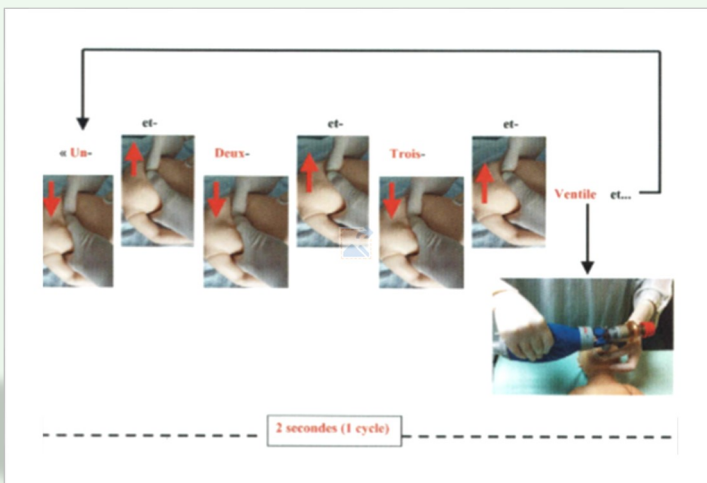 « Un- et- Deux- et- Trois- et-
Ventile et...
2 secondes (1 cycle)